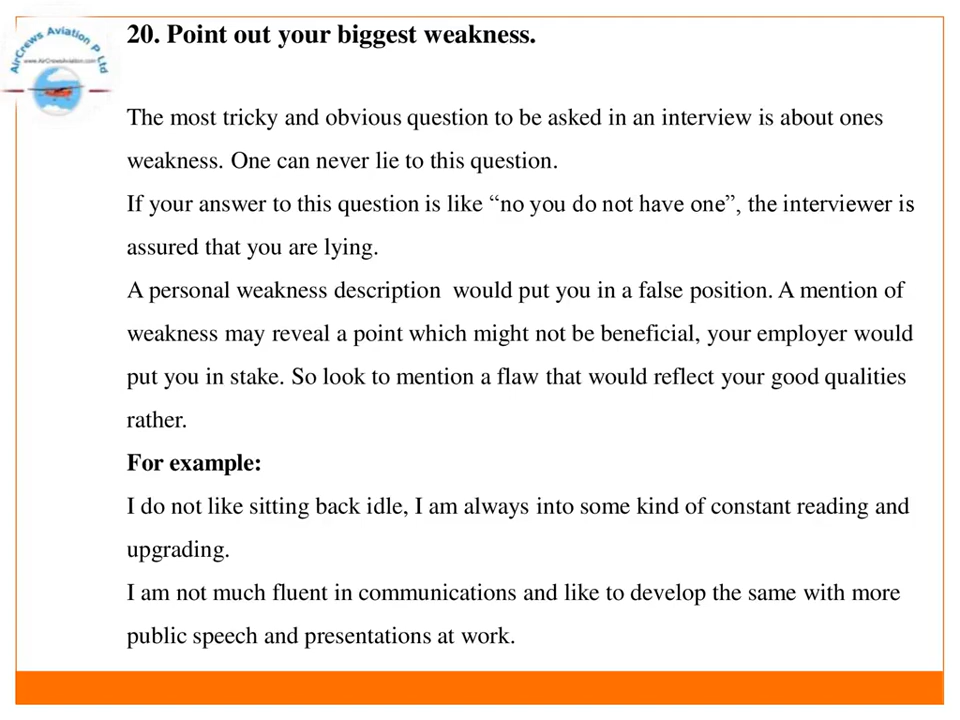 AirCrews Aviation P Ltd
www.AirCrewsAviation.com
20. Point out your biggest weakness.
The most tricky and obvious question to be asked in an interview is about ones
weakness. One can never lie to this question.
If your answer to this question is like “no you do not have one”, the interviewer is
assured that you are lying.
A personal weakness description would put you in a false position. A mention of
weakness may reveal a point which might not be beneficial, your employer would
put you in stake. So look to mention a flaw that would reflect your good qualities
rather.
For example:
I do not like sitting back idle, I am always into some kind of constant reading and
upgrading.
I am not much fluent in communications and like to develop the same with more
public speech and presentations at work.